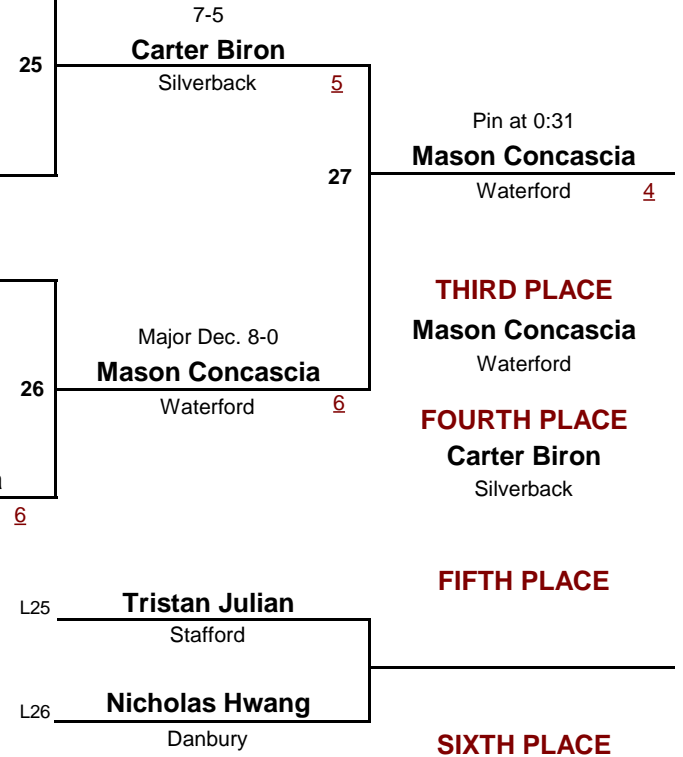 7-5
25
Carter Biron
Silverback
5
Pin at 0:31
Mason Concascia
27
Waterford
4
THIRD PLACE
Mason Concascia
Waterford
Major Dec. 8-0
Mason Concascia
26
Waterford
6
FOURTH PLACE
Carter Biron
Silverback
6
FIFTH PLACE
L25
Tristan Julian
Stafford
L26
Nicholas Hwang
Danbury
SIXTH PLACE